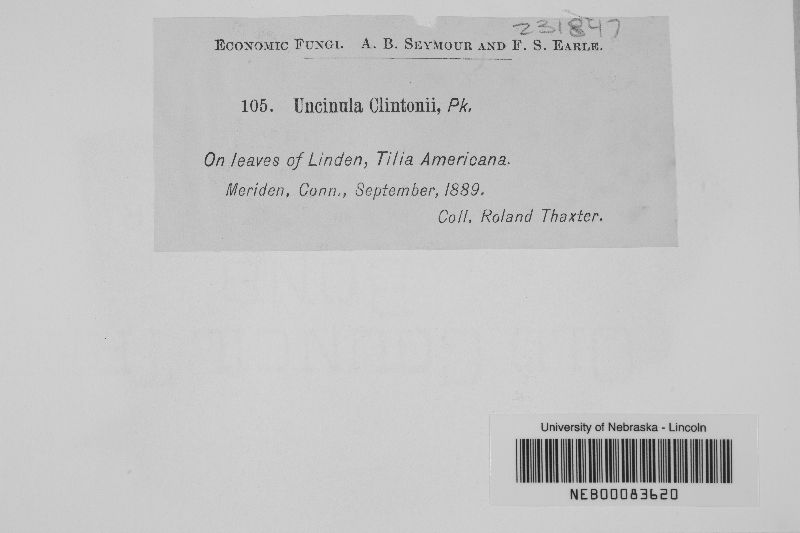 231847
ECONOMIC FUNGI. A. B. SEYMOUR AND F. S. EARLE.
105. Uncinula Clintonii, Pk.
On leaves of Linden, Tilia Americana.
Meriden, Conn., September, 1889.
Coll. Roland Thaxter.
University of Nebraska - Lincoln
NEB00083620